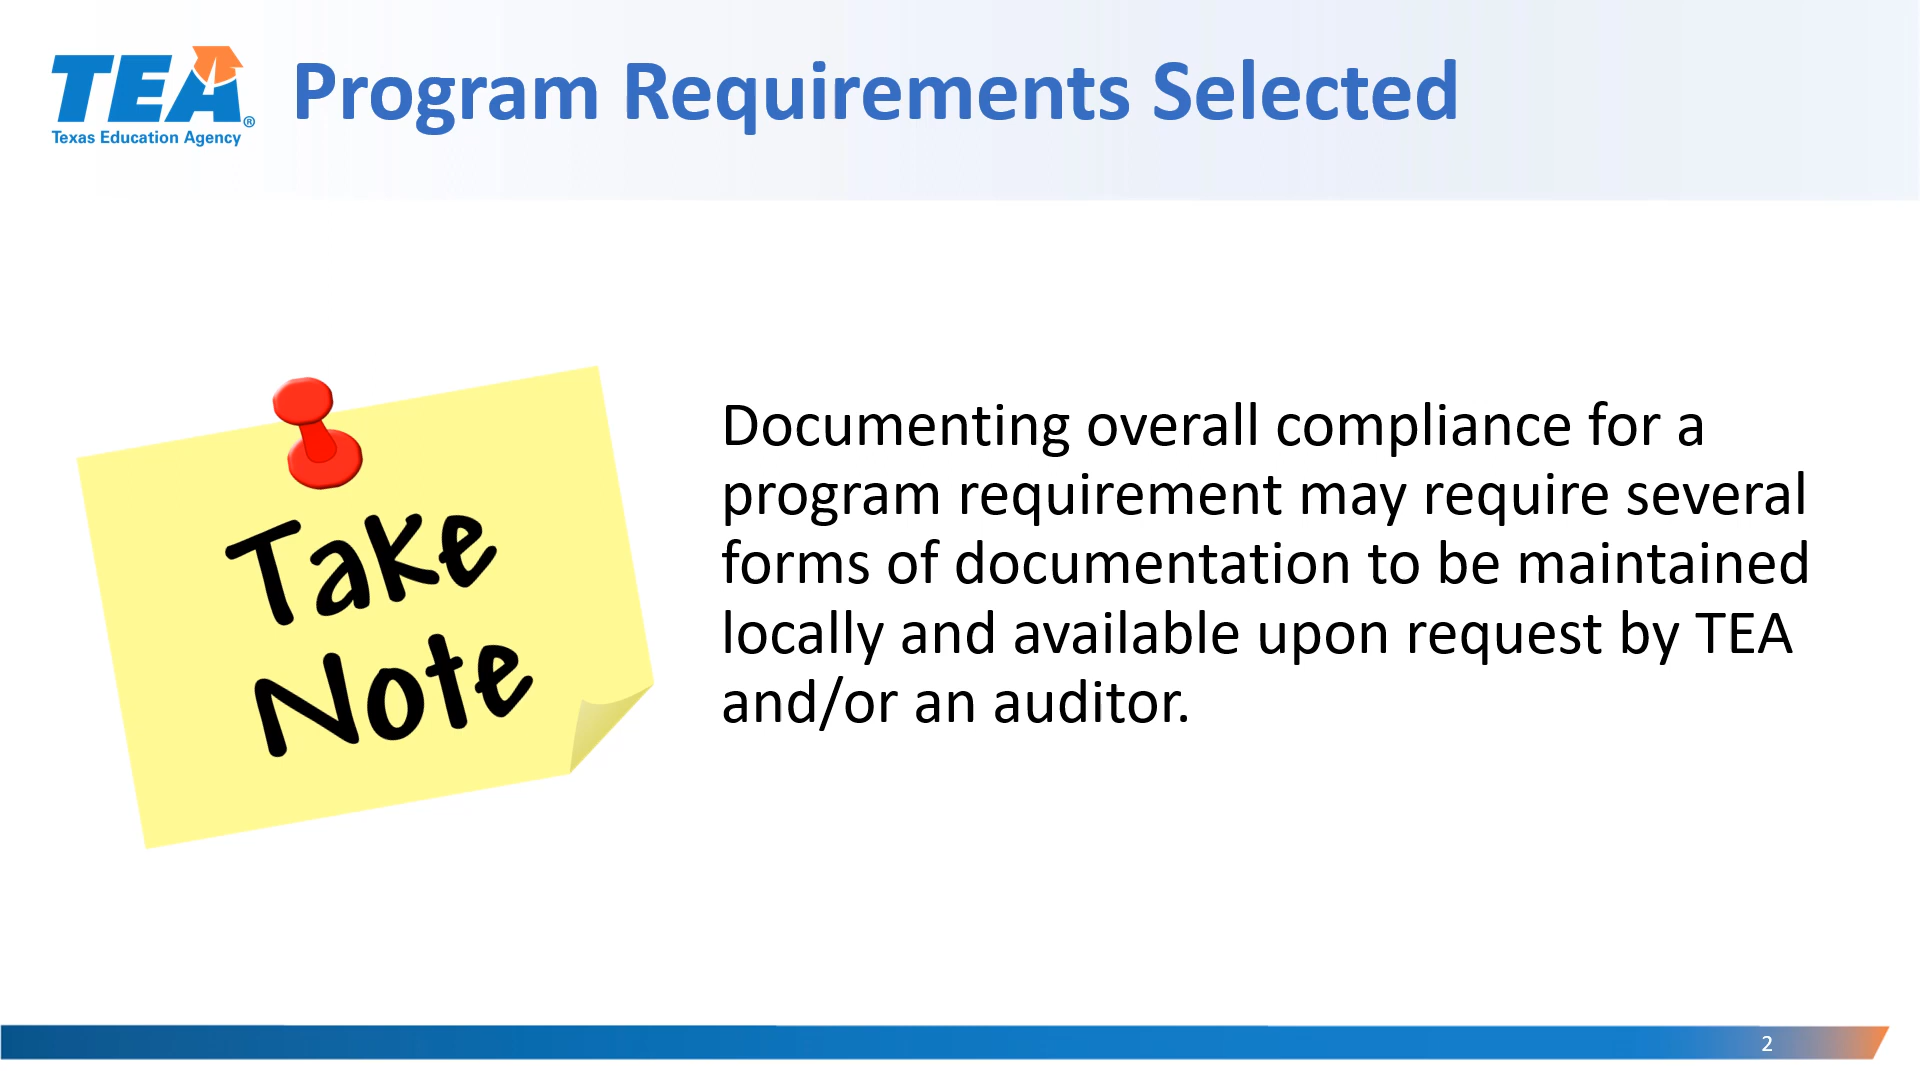 TEA®
Texas Education Agency
Program Requirements Selected
Take
Note
Documenting overall compliance for a
program requirement may require several
forms of documentation to be maintained
locally and available upon request by TEA
and/or an auditor.
2